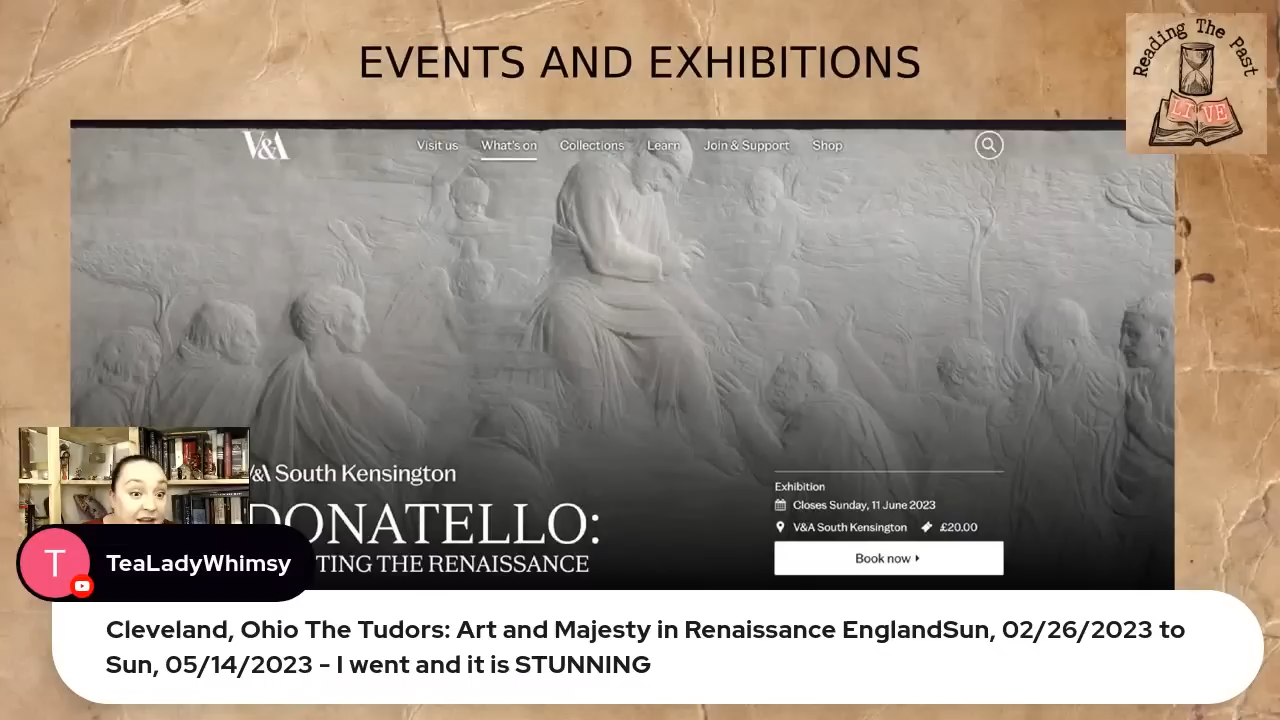 EVENTS AND EXHIBITIONS
Reading The Past
LIVE
V&A
Visit us
What's on
Collections
Learn
Join & Support
Shop
V&A South Kensington
DONATELLO:
TING THE RENAISSANCE
Exhibition
Closes Sunday, 11 June 2023
V&A South Kensington
£20.00
Book now
T
TeaLadyWhimsy
Cleveland, Ohio The Tudors: Art and Majesty in Renaissance EnglandSun, 02/26/2023 to
Sun, 05/14/2023 - I went and it is STUNNING